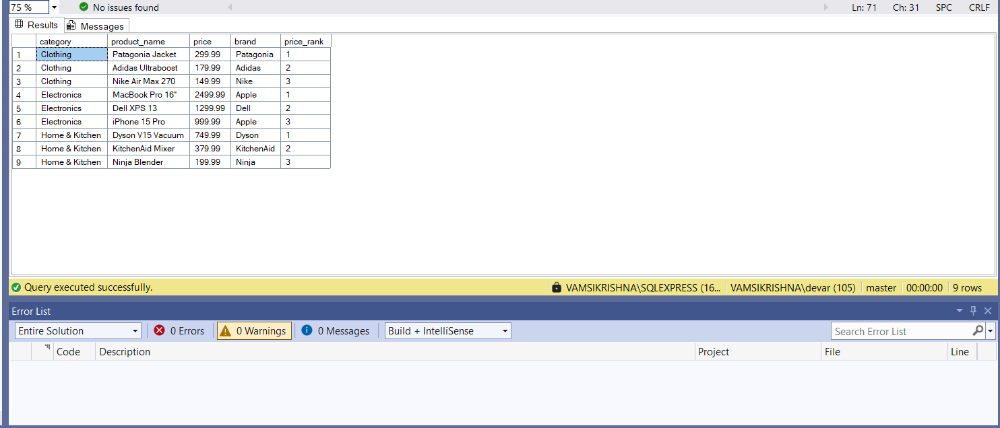 75 % No issues found Ln: 71 Ch: 31 SPC CRLF
Results Messages
category product_name price brand price_rank
1 Clothing Patagonia Jacket 299.99 Patagonia 1
2 Clothing Adidas Ultraboost 179.99 Adidas 2
3 Clothing Nike Air Max 270 149.99 Nike 3
4 Electronics MacBook Pro 16" 2499.99 Apple 1
5 Electronics Dell XPS 13 1299.99 Dell 2
6 Electronics iPhone 15 Pro 999.99 Apple 3
7 Home & Kitchen Dyson V15 Vacuum 749.99 Dyson 1
8 Home & Kitchen KitchenAid Mixer 379.99 KitchenAid 2
9 Home & Kitchen Ninja Blender 199.99 Ninja 3
Query executed successfully. VAMSIKRISHNA\SQLEXPRESS (16... VAMSIKRISHNA\devar (105) master 00:00:00 9 rows
Error List
Entire Solution 0 Errors 0 Warnings 0 Messages Build + IntelliSense Search Error List
Code Description Project File Line